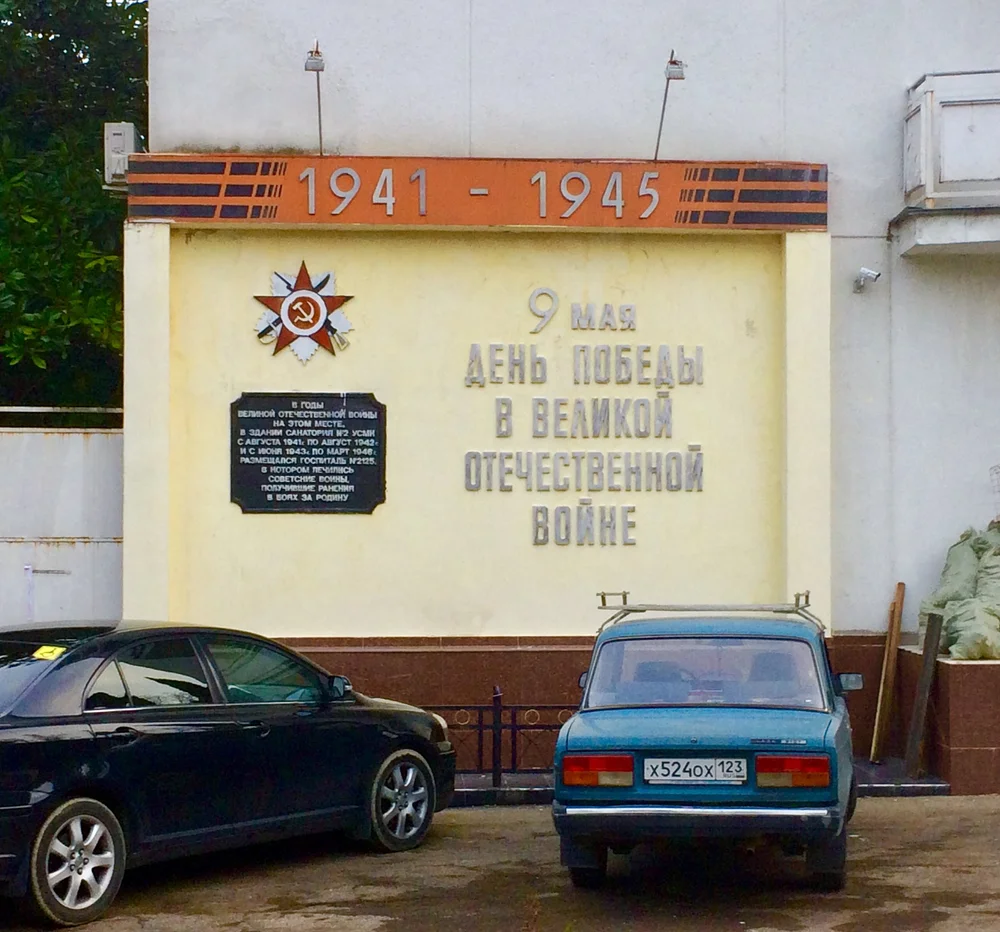 1941 - 1945
9 МАЯ
ДЕНЬ ПОБЕДЫ
В ВЕЛИКОЙ
ОТЕЧЕСТВЕННОЙ
ВОЙНЕ
В ГОДЫ
ВЕЛИКОЙ ОТЕЧЕСТВЕННОЙ ВОЙНЫ
НА ЭТОМ МЕСТЕ,
В ЗДАНИИ САНАТОРИЯ №2 УСМИ
С АВГУСТА 1941г. ПО АВГУСТ 1942г.
И С ИЮНЯ 1943г. ПО МАРТ 1946г.
РАЗМЕЩАЛСЯ ГОСПИТАЛЬ №2125,
В КОТОРОМ ЛЕЧИЛИСЬ
СОВЕТСКИЕ ВОИНЫ,
ПОЛУЧИВШИЕ РАНЕНИЯ
В БОЯХ ЗА РОДИНУ
Х524ОХ 123